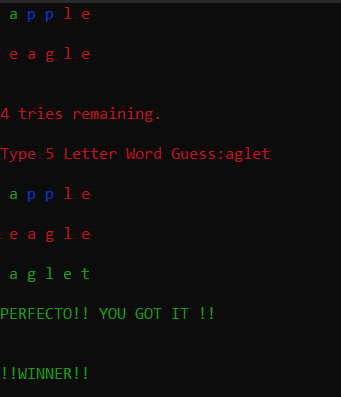 a p p l e
e a g l e
4 tries remaining.
Type 5 Letter Word Guess:aglet
a p p l e
e a g l e
a g l e t
PERFECTO!! YOU GOT IT !!
!!WINNER!!